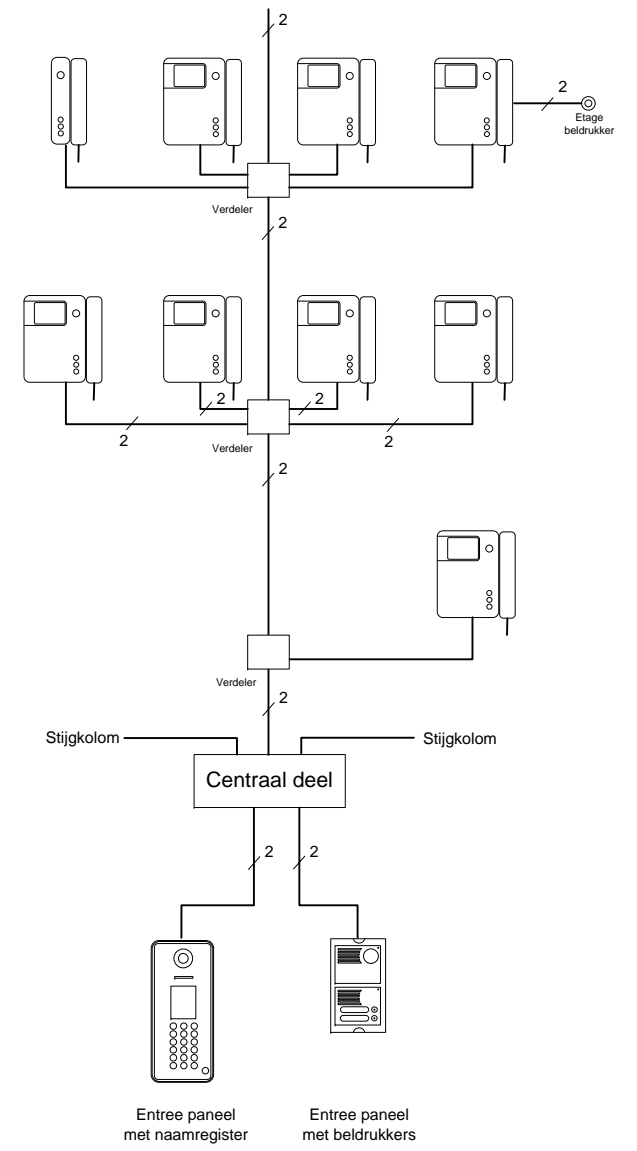 2
2
Etage
beldrukker
Verdeler
2
2
2
2
2
Verdeler
2
Verdeler
2
Stijgkolom
Stijgkolom
Centraal deel
2
2
Entree paneel
met naamregister
Entree paneel
met beldrukkers